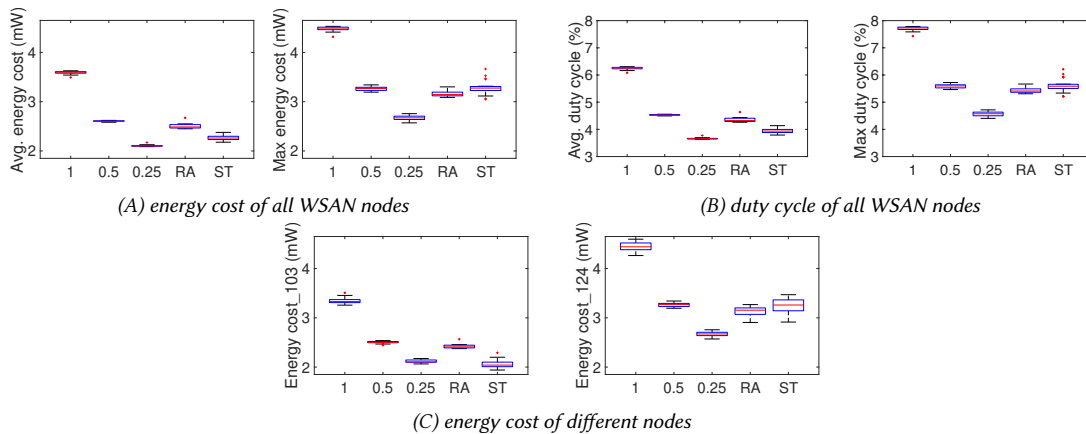 Avg. energy cost (mW)
4
3
2
1 0.5 0.25 RA ST
Max energy cost (mW)
4
3
2
1 0.5 0.25 RA ST
(A) energy cost of all WSAN nodes
Avg. duty cycle (%)
8
7
6
5
4
3
1 0.5 0.25 RA ST
Max duty cycle (%)
8
7
6
5
4
3
1 0.5 0.25 RA ST
(B) duty cycle of all WSAN nodes
Energy cost_103 (mW)
4
3
2
1 0.5 0.25 RA ST
Energy cost_124 (mW)
4
3
2
1 0.5 0.25 RA ST
(C) energy cost of different nodes